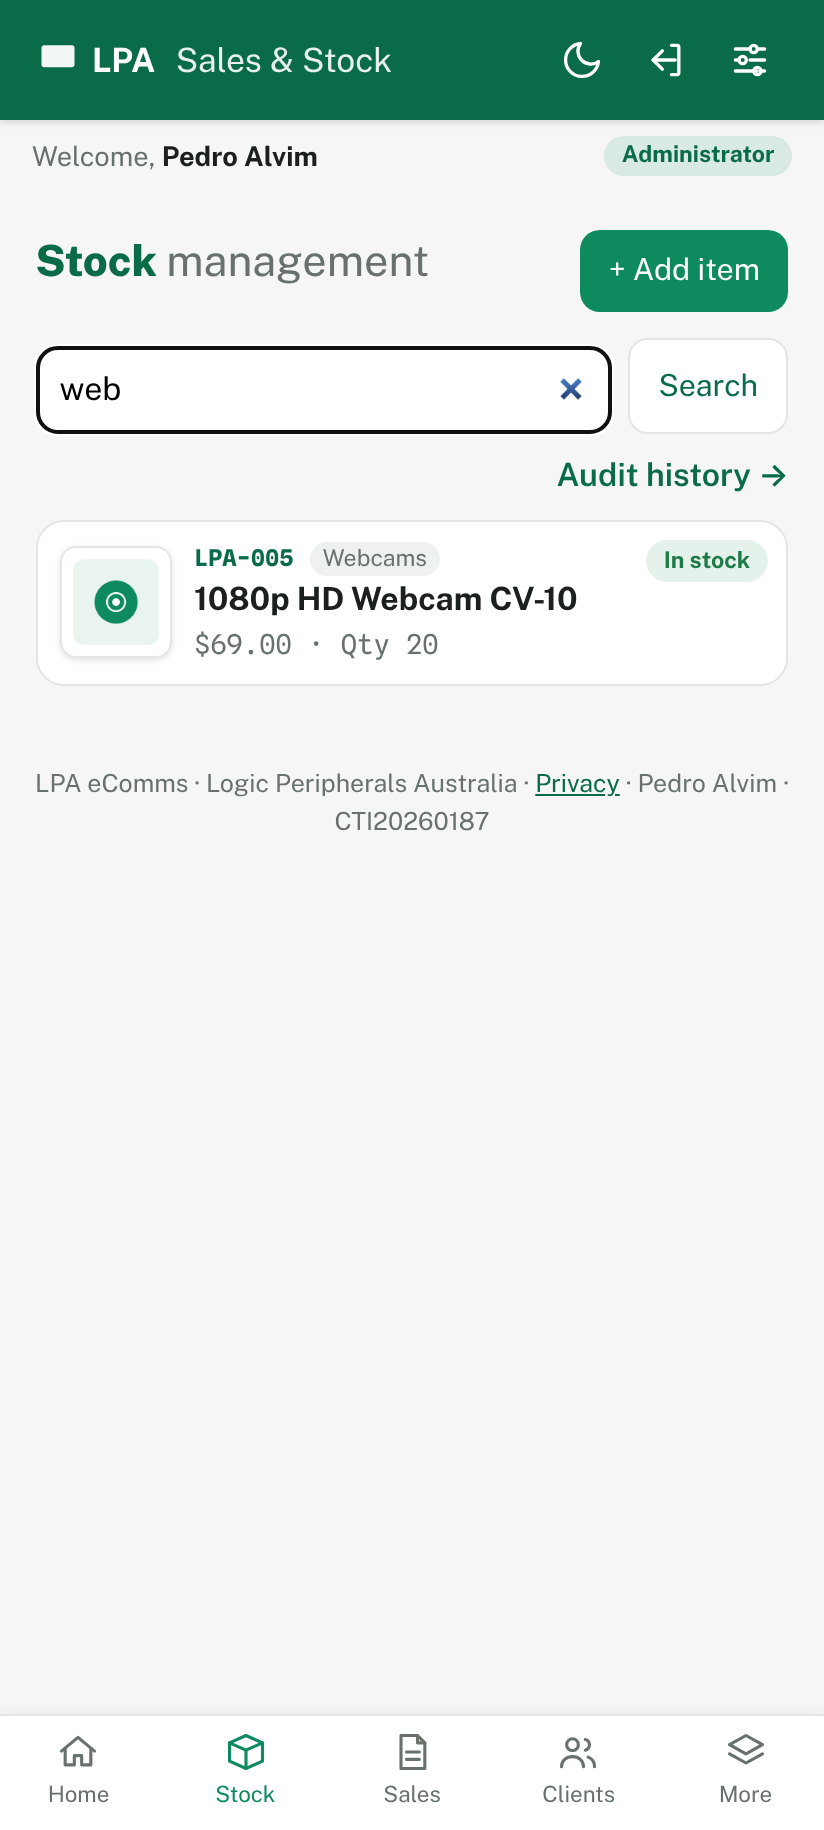 LPA Sales & Stock
Welcome, Pedro Alvim
Administrator
Stock management
+ Add item
web
Search
Audit history →
LPA-005 Webcams
In stock
1080p HD Webcam CV-10
$69.00 · Qty 20
LPA eComms · Logic Peripherals Australia · Privacy · Pedro Alvim ·
CTI20260187
Home
Stock
Sales
Clients
More